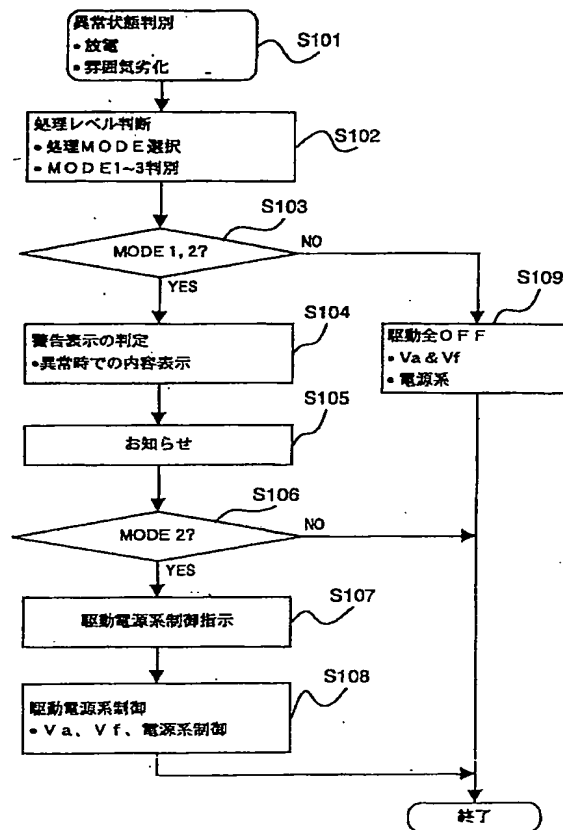 異常状態判別
• 放電
• 雰囲気劣化
S101
処理レベル判断
• 処理MODE選択
• MODE1~3判別
S102
S103
MODE 1, 2?
NO
YES
S104
警告表示の判定
•異常時での内容表示
S109
駆動全OFF
• Va & Vf
• 電源系
S105
お知らせ
S106
MODE 2?
NO
YES
S107
駆動電源系制御指示
S108
駆動電源系制御
• Va、Vf、電源系制御
終了